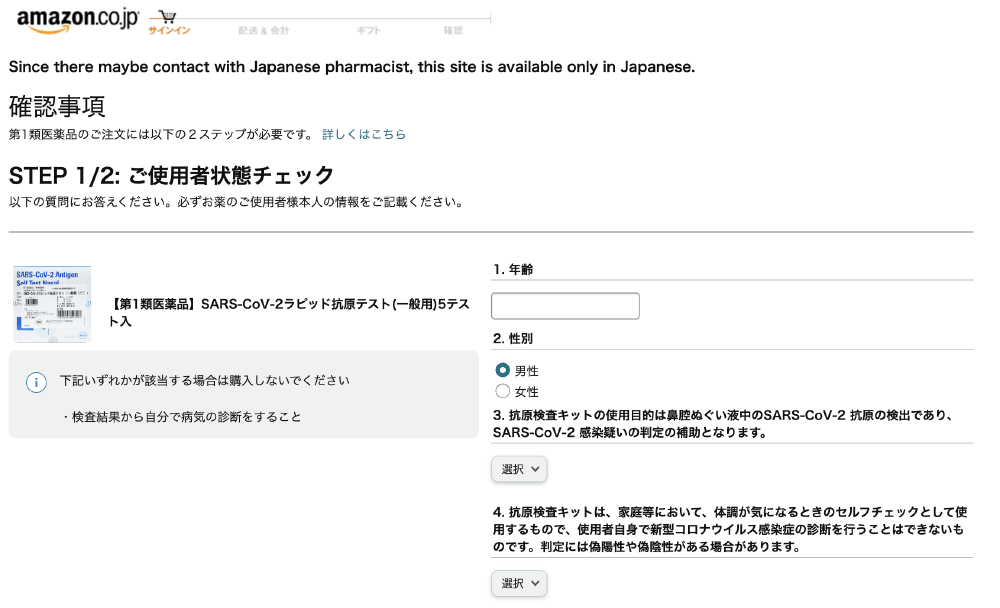 amazon.co.jp
サインイン
配送 & 会計
ギフト
確認
Since there maybe contact with Japanese pharmacist, this site is available only in Japanese.
確認事項
第1類医薬品のご注文には以下の２ステップが必要です。 詳しくはこちら
STEP 1/2: ご使用者状態チェック
以下の質問にお答えください。必ずお薬のご使用者様本人の情報をご記載ください。
SARS-CoV-2 Antigen
Self Test Nasal
【第1類医薬品】SARS-CoV-2ラピッド抗原テスト(一般用)5テス
ト入
下記いずれかが該当する場合は購入しないでください
・検査結果から自分で病気の診断をすること
1. 年齢
2. 性別
男性
女性
3. 抗原検査キットの使用目的は鼻腔ぬぐい液中のSARS-CoV-2 抗原の検出であり、
SARS-CoV-2 感染疑いの判定の補助となります。
選択
4. 抗原検査キットは、家庭等において、体調が気になるときのセルフチェックとして使
用するもので、使用者自身で新型コロナウイルス感染症の診断を行うことはできないも
のです。判定には偽陽性や偽陰性がある場合があります。
選択